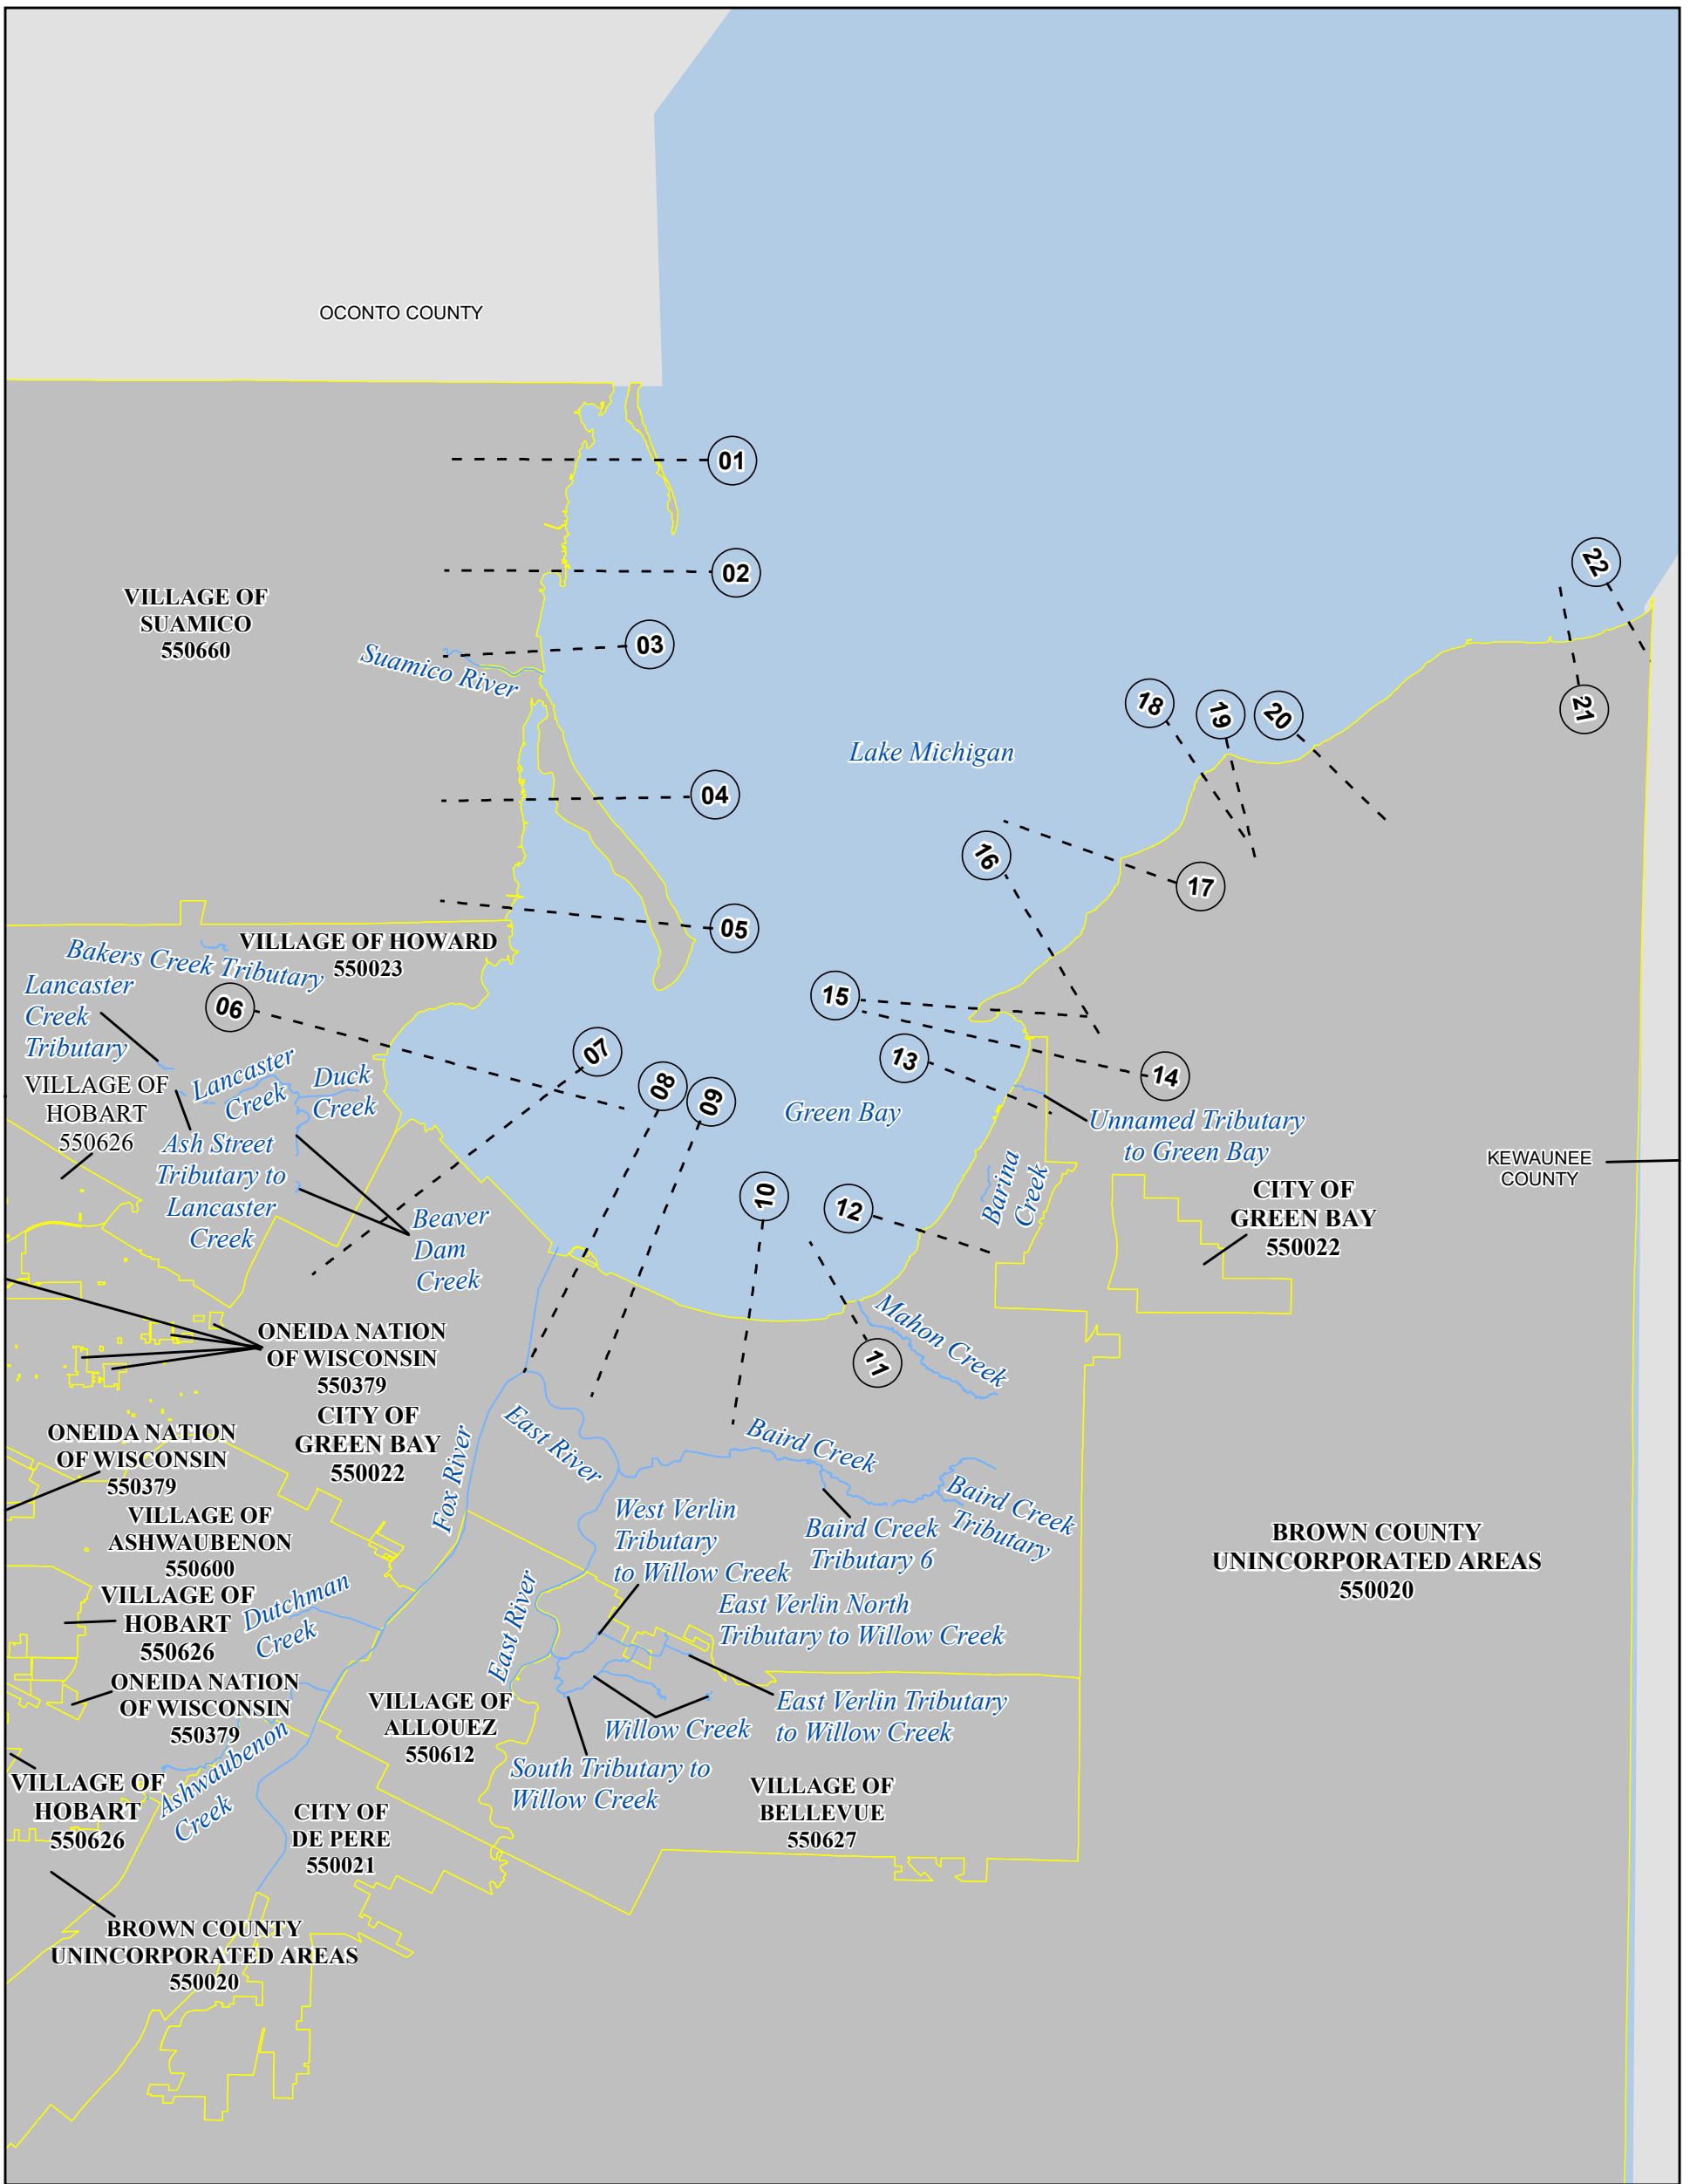 OCONTO COUNTY
01
02
VILLAGE OF
SUAMICO
550660
03
Suamico River
22
21
18
19
20
Lake Michigan
04
16
17
05
VILLAGE OF HOWARD
550023
Bakers Creek Tributary
Lancaster
Creek
Tributary
06
15
07
13
14
08
09
VILLAGE OF
HOBART
550626
Lancaster
Creek
Duck
Creek
Green Bay
Unnamed Tributary
to Green Bay
Ash Street
Tributary to
Lancaster
Creek
Barina
Creek
KEWAUNEE
COUNTY
10
12
CITY OF
GREEN BAY
550022
Beaver
Dam
Creek
Mahon Creek
11
ONEIDA NATION
OF WISCONSIN
550379
CITY OF
GREEN BAY
550022
East River
Fox River
Baird Creek
ONEIDA NATION
OF WISCONSIN
550379
Baird Creek
Tributary
West Verlin
Tributary
to Willow Creek
Baird Creek
Tributary 6
VILLAGE OF
ASHWAUBENON
550600
BROWN COUNTY
UNINCORPORATED AREAS
550020
VILLAGE OF
HOBART
550626
Dutchman
Creek
East River
East Verlin North
Tributary to Willow Creek
ONEIDA NATION
OF WISCONSIN
550379
VILLAGE OF
ALLOUEZ
550612
Willow Creek
East Verlin Tributary
to Willow Creek
Ashwaubenon
Creek
South Tributary to
Willow Creek
VILLAGE OF
HOBART
550626
CITY OF
DE PERE
550021
VILLAGE OF
BELLEVUE
550627
BROWN COUNTY
UNINCORPORATED AREAS
550020